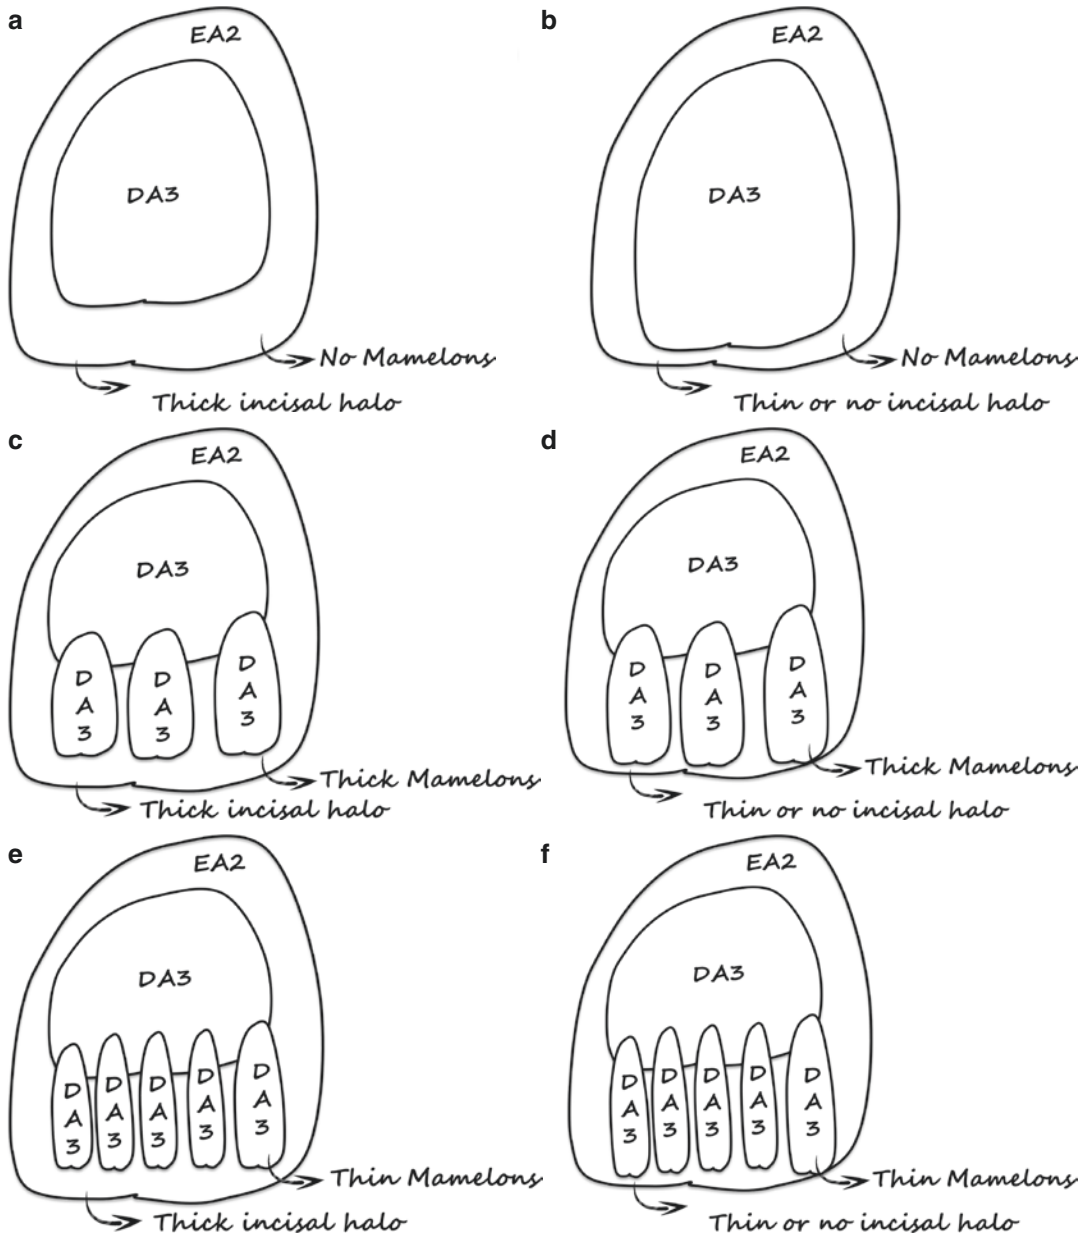 a
EA2
DA3
No Mamelons
Thick incisal halo
b
EA2
DA3
No Mamelons
Thin or no incisal halo
c
EA2
DA3
D
A
3
D
A
3
D
A
3
Thick Mamelons
Thick incisal halo
d
EA2
DA3
D
A
3
D
A
3
D
A
3
Thick Mamelons
Thin or no incisal halo
e
EA2
DA3
D
A
3
D
A
3
D
A
3
D
A
3
D
A
3
Thin Mamelons
Thick incisal halo
f
EA2
DA3
D
A
3
D
A
3
D
A
3
D
A
3
D
A
3
Thin Mamelons
Thin or no incisal halo